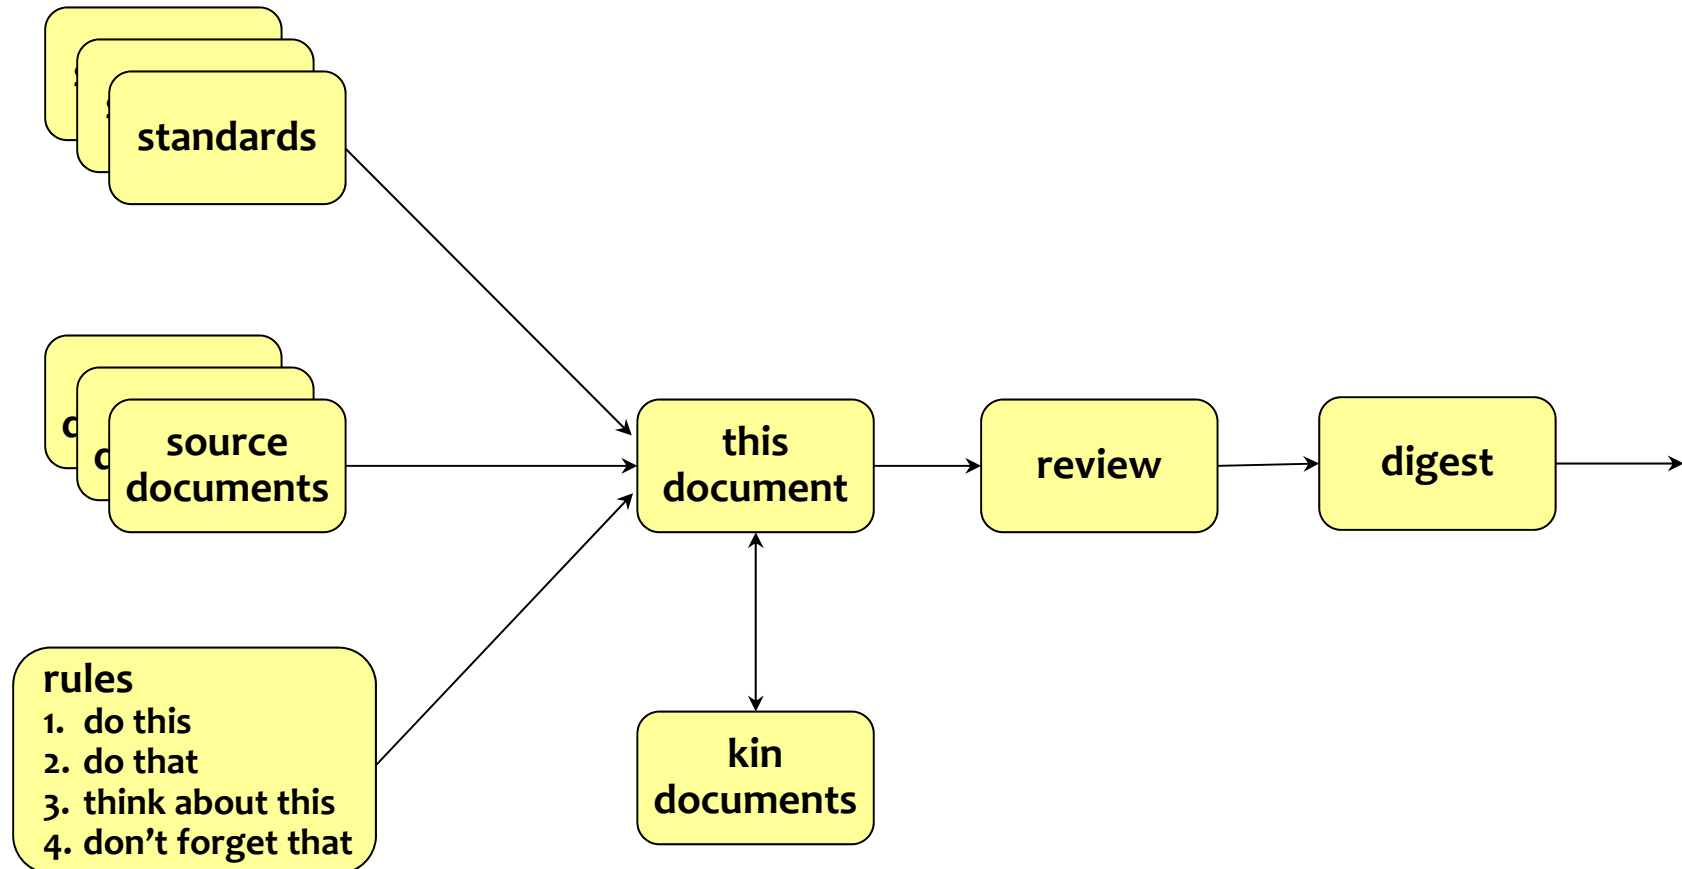 standards
source
documents
this
document
review
digest
rules
1. do this
2. do that
3. think about this
4. don't forget that
kin
documents